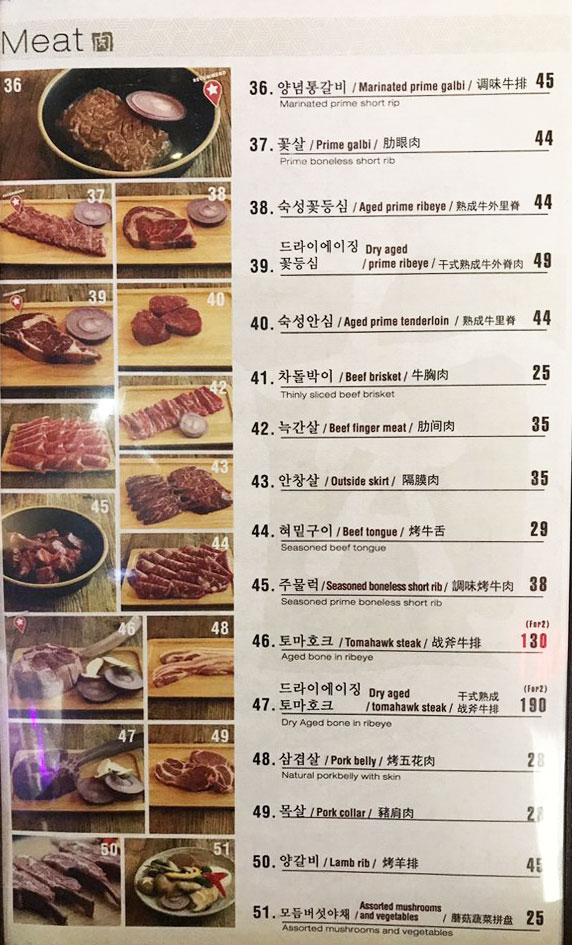 Meat 肉
36
RECOMMEND
37
38
39
40
42
43
45
44
46
48
47
49
50
51
36. 양념통갈비 / Marinated prime galbi / 调味牛排 45
Marinated prime short rip
37. 꽃살 / Prime galbi / 肋眼肉 44
Prime boneless short rib
38. 숙성꽃등심 / Aged prime ribeye / 熟成牛外里脊 44
드라이에이징 Dry aged
39. 꽃등심 / prime ribeye / 干式熟成牛外脊肉 49
40. 숙성안심 / Aged prime tenderloin / 熟成牛里脊 44
41. 차돌박이 / Beef brisket / 牛胸肉 25
Thinly sliced beef brisket
42. 늑간살 / Beef finger meat / 肋间肉 35
43. 안창살 / Outside skirt / 隔膜肉 35
44. 혀밑구이 / Beef tongue / 烤牛舌 29
Seasoned beef tongue
45. 주물럭 / Seasoned boneless short rib / 調味烤牛肉 38
Seasoned prime boneless short rib
(For2)
46. 토마호크 / Tomahawk steak / 战斧牛排 130
Aged bone in ribeye
드라이에이징 Dry aged 干式熟成 (For2)
47. 토마호크 / tomahawk steak / 战斧牛排 190
Dry Aged bone in ribeye
48. 삼겹살 / Pork belly / 烤五花肉
Natural porkbelly with skin
49. 목살 / Pork collar / 豬肩肉
50. 양갈비 / Lamb rib / 烤羊排 45
51. 모듬버섯야채 / Assorted mushrooms and vegetables / 蘑菇蔬菜拼盘 25
Assorted mushrooms and vegetables